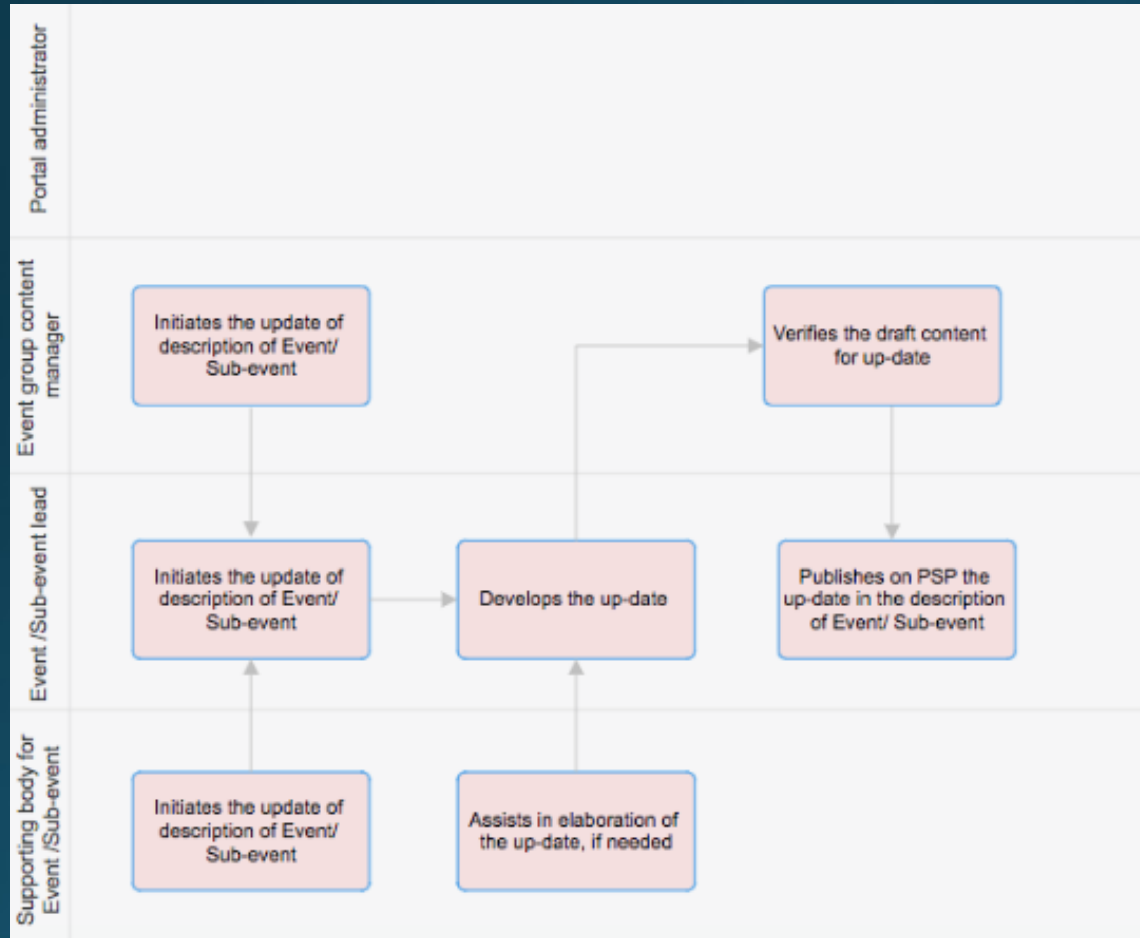 Portal administrator
Event group content
manager
Initiates the update of
description of Event/
Sub-event
Verifies the draft content
for up-date
Event /Sub-event lead
Initiates the update of
description of Event/
Sub-event
Develops the up-date
Publishes on PSP the
up-date in the description
of Event/ Sub-event
Supporting body for
Event /Sub-event
Initiates the update of
description of Event/
Sub-event
Assists in elaboration of
the up-date, if needed